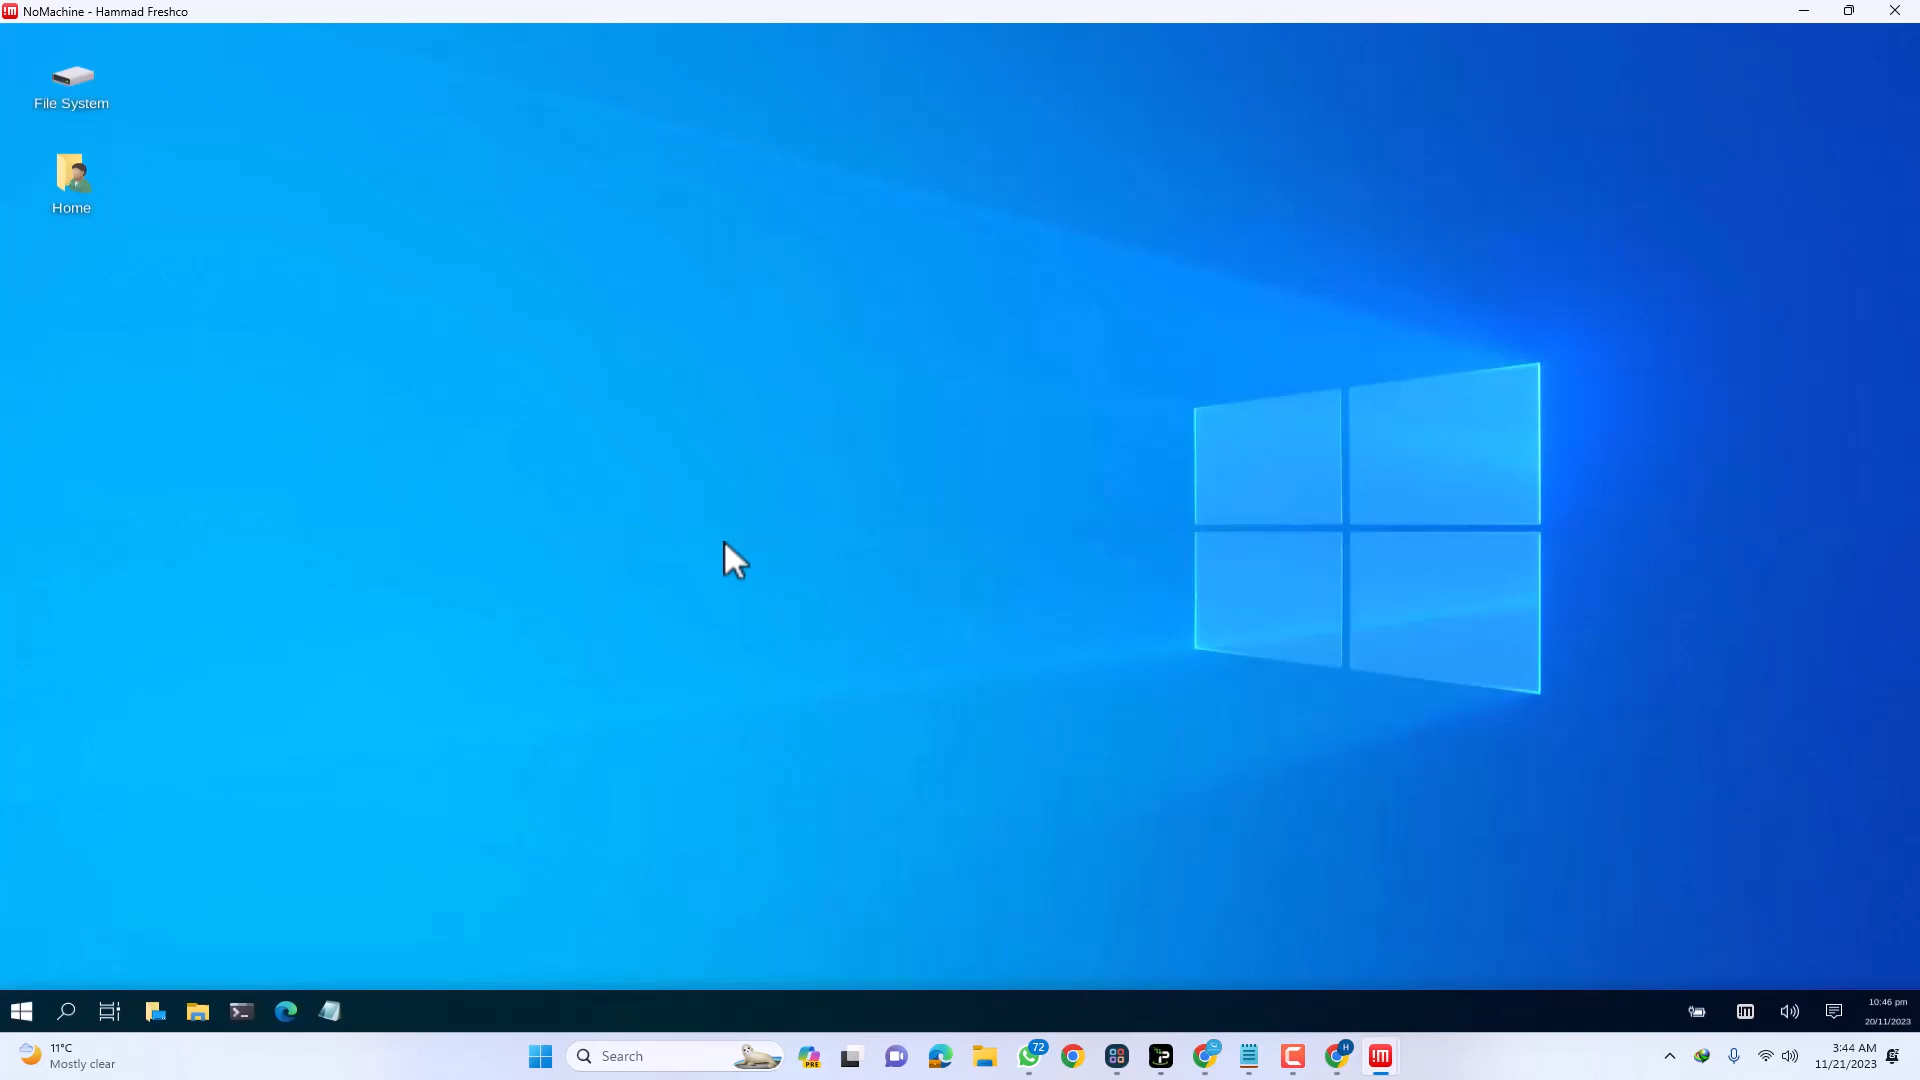 NoMachine - Hammad Freshco
File System
Home
10:46 pm
20/11/2023
11°C
Mostly clear
Search
PRE
72
H
!M
3:44 AM
11/21/2023